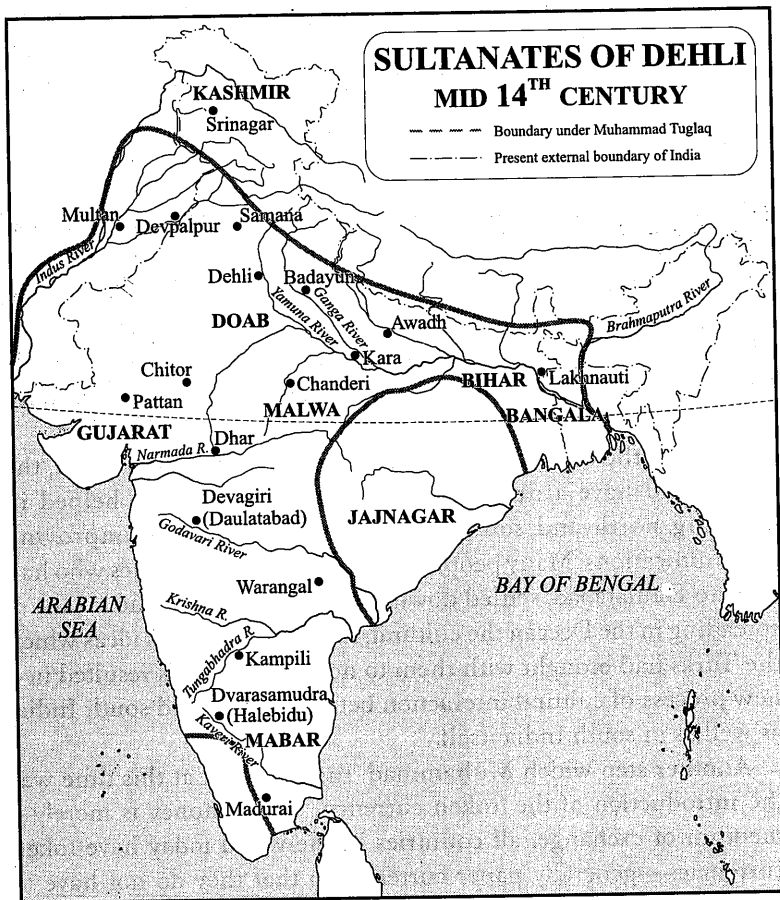 SULTANATES OF DEHLI
MID 14TH CENTURY
Boundary under Muhammad Tuglaq
Present external boundary of India
KASHMIR
Srinagar
Multan
Devpalpur
Samana
Indus River
Dehli
Badayun
Yamuna River
Ganga River
DOAB
Awadh
Brahmaputra River
Kara
Chitor
Chanderi
BIHAR
Lakhnauti
Pattan
MALWA
BANGALA
GUJARAT
Dhar
Narmada R.
Devagiri
(Daulatabad)
JAJNAGAR
Godavari River
Warangal
BAY OF BENGAL
ARABIAN
SEA
Krishna R.
Tungabhadra R.
Kampili
Dvarasamudra
(Halebidu)
Kaveri River
MABAR
Madurai